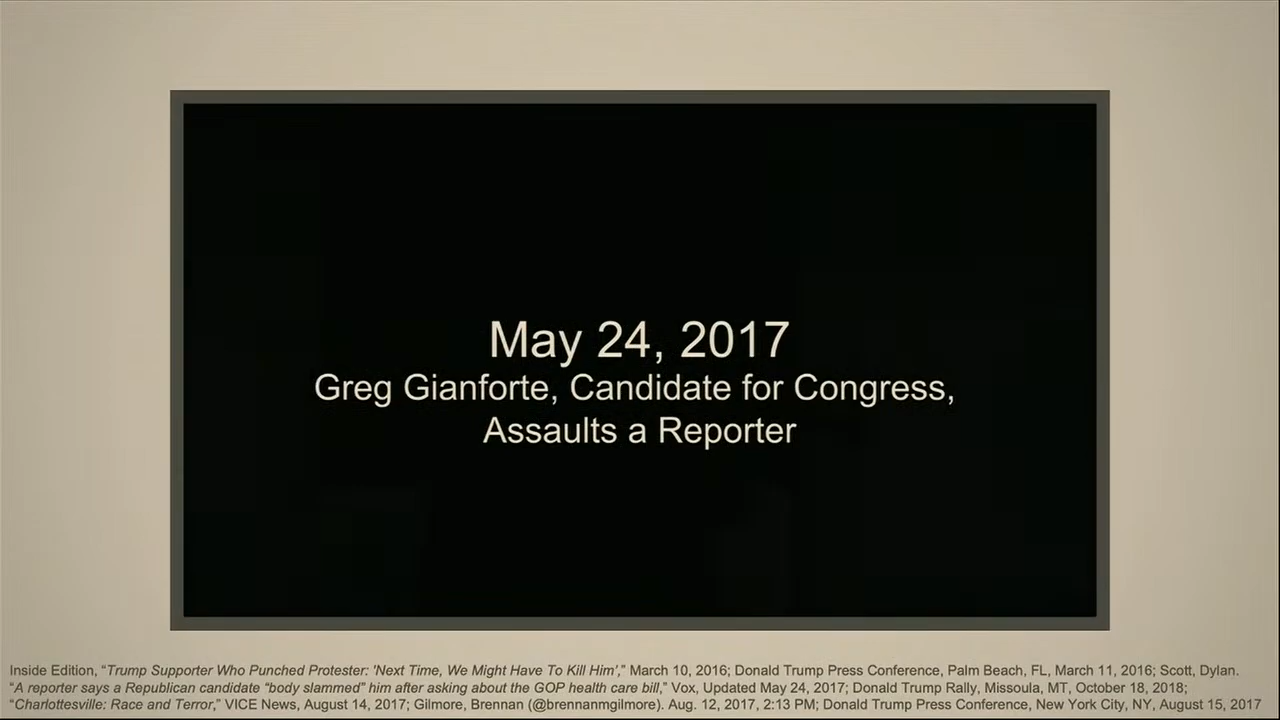 May 24, 2017
Greg Gianforte, Candidate for Congress,
Assaults a Reporter
Inside Edition, “Trump Supporter Who Punched Protester: 'Next Time, We Might Have To Kill Him',” March 10, 2016; Donald Trump Press Conference, Palm Beach, FL, March 11, 2016; Scott, Dylan.
“A reporter says a Republican candidate “body slammed” him after asking about the GOP health care bill,” Vox, Updated May 24, 2017; Donald Trump Rally, Missoula, MT, October 18, 2018;
“Charlottesville: Race and Terror,” VICE News, August 14, 2017; Gilmore, Brennan (@brennanmgilmore). Aug. 12, 2017, 2:13 PM; Donald Trump Press Conference, New York City, NY, August 15, 2017